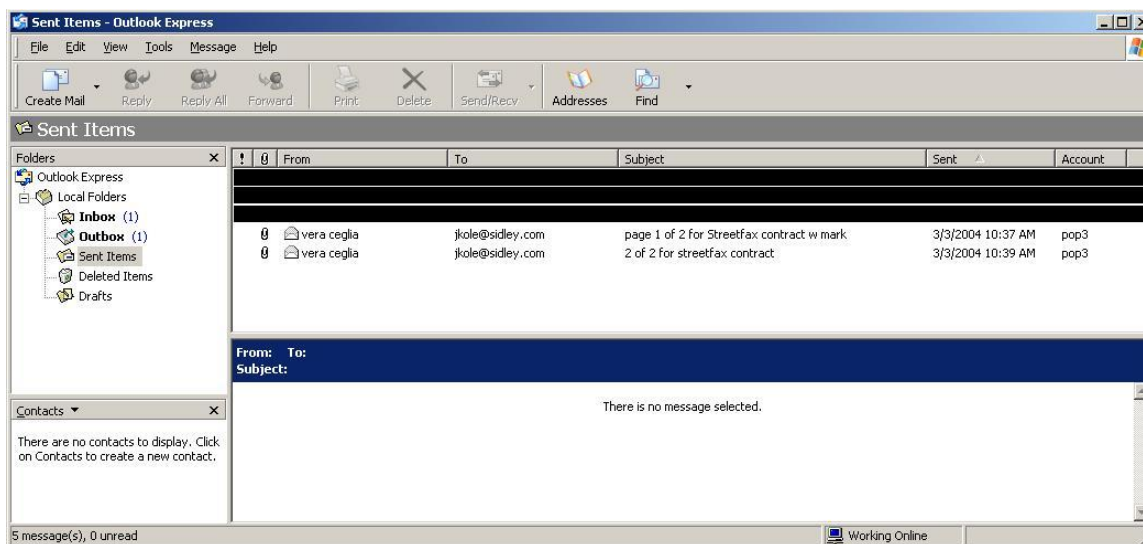 Sent Items - Outlook Express
File Edit View Tools Message Help
Create Mail Reply Reply All Forward Print Delete Send/Recv Addresses Find
Sent Items
Folders
Outlook Express
Local Folders
Inbox (1)
Outbox (1)
Sent Items
Deleted Items
Drafts
! From To Subject Sent Account
vera ceglia jkole@sidley.com page 1 of 2 for Streetfax contract w mark 3/3/2004 10:37 AM pop3
vera ceglia jkole@sidley.com 2 of 2 for streetfax contract 3/3/2004 10:39 AM pop3
From: To:
Subject:
There is no message selected.
Contacts
There are no contacts to display. Click
on Contacts to create a new contact.
5 message(s), 0 unread Working Online